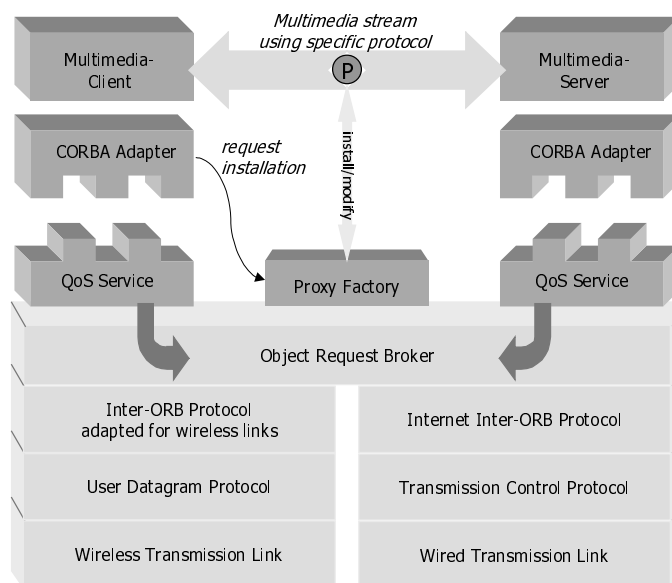 Multimedia stream
using specific protocol
Multimedia-
Client
P
Multimedia-
Server
CORBA Adapter
request
installation
install/modify
CORBA Adapter
QoS Service
Proxy Factory
QoS Service
Object Request Broker
Inter-ORB Protocol
adapted for wireless links
Internet Inter-ORB Protocol
User Datagram Protocol
Transmission Control Protocol
Wireless Transmission Link
Wired Transmission Link